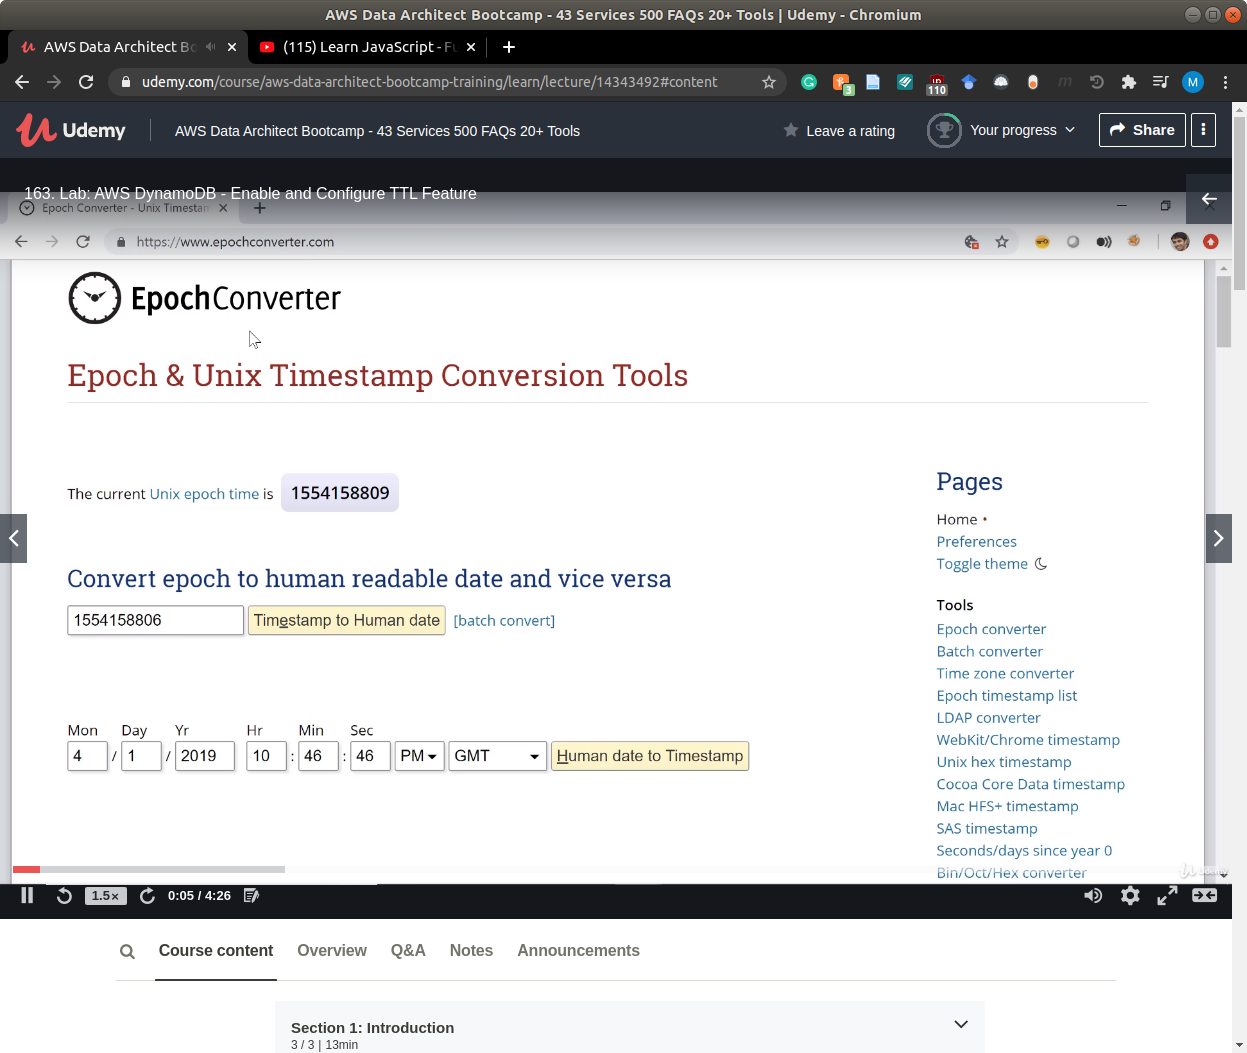 AWS Data Architect Bootcamp - 43 Services 500 FAQs 20+ Tools | Udemy - Chromium
AWS Data Architect Bo
(115) Learn JavaScript - Fu
udemy.com/course/aws-data-architect-bootcamp-training/learn/lecture/14343492#content
3
110
M
Udemy
AWS Data Architect Bootcamp - 43 Services 500 FAQs 20+ Tools
Leave a rating
Your progress
Share
163. Lab: AWS DynamoDB - Enable and Configure TTL Feature
Epoch Converter - Unix Timestam
https://www.epochconverter.com
EpochConverter
Epoch & Unix Timestamp Conversion Tools
The current Unix epoch time is 1554158809
Convert epoch to human readable date and vice versa
1554158806 Timestamp to Human date [batch convert]
Mon Day Yr Hr Min Sec
4 / 1 / 2019 10 : 46 : 46 PM GMT Human date to Timestamp
Pages
Home •
Preferences
Toggle theme
Tools
Epoch converter
Batch converter
Time zone converter
Epoch timestamp list
LDAP converter
WebKit/Chrome timestamp
Unix hex timestamp
Cocoa Core Data timestamp
Mac HFS+ timestamp
SAS timestamp
Seconds/days since year 0
Bin/Oct/Hex converter
Udemy
1.5×
0:05 / 4:26
Course content
Overview
Q&A
Notes
Announcements
Section 1: Introduction
3 / 3 | 13min